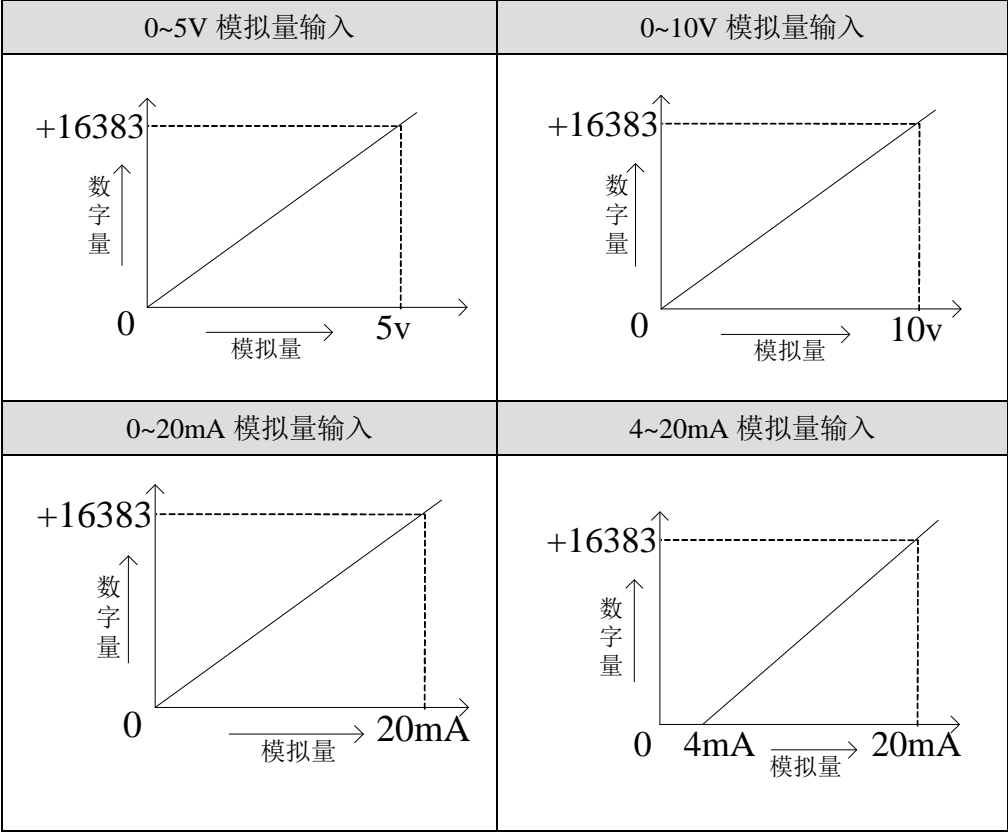 0~5V 模拟量输入
0~10V 模拟量输入
+16383
数字量
0
5v
模拟量
+16383
数字量
0
10v
模拟量
0~20mA 模拟量输入
4~20mA 模拟量输入
+16383
数字量
0
20mA
模拟量
+16383
数字量
0
4mA
20mA
模拟量